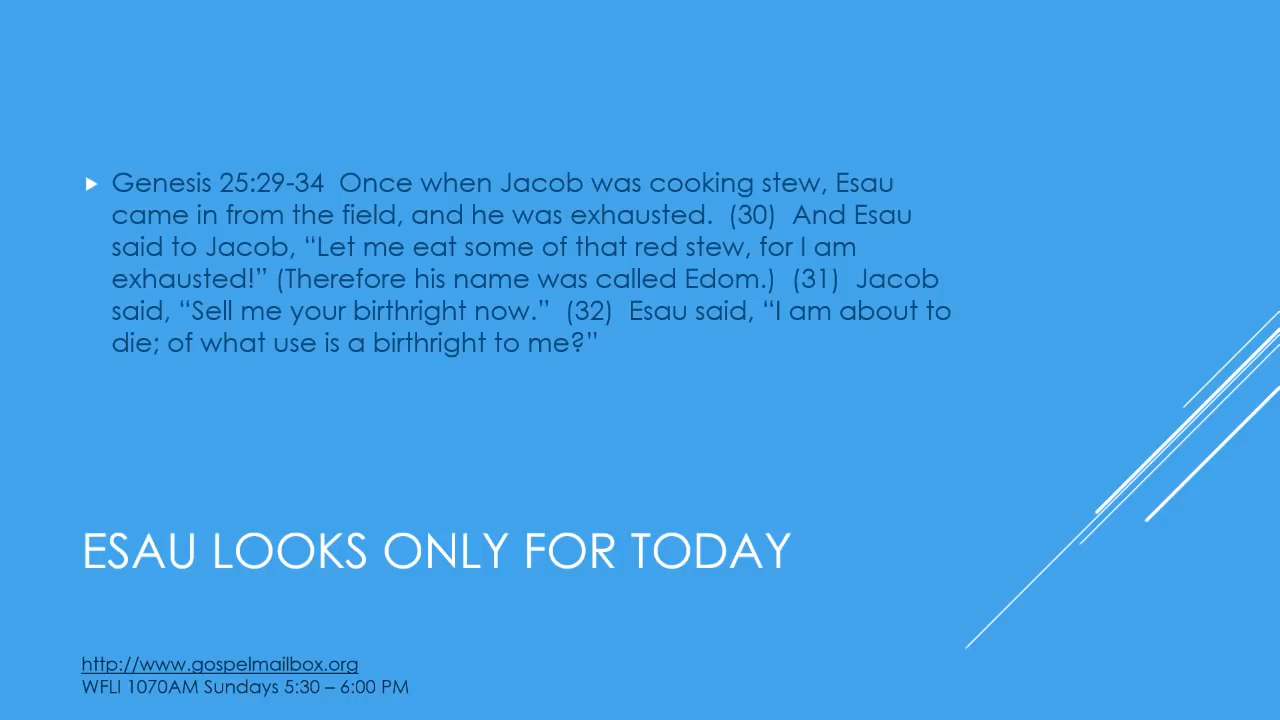 Genesis 25:29-34  Once when Jacob was cooking stew, Esau
came in from the field, and he was exhausted.  (30)  And Esau
said to Jacob, “Let me eat some of that red stew, for I am
exhausted!” (Therefore his name was called Edom.)  (31)  Jacob
said, “Sell me your birthright now.”  (32)  Esau said, “I am about to
die; of what use is a birthright to me?”
ESAU LOOKS ONLY FOR TODAY
http://www.gospelmailbox.org
WFLI 1070AM Sundays 5:30 – 6:00 PM